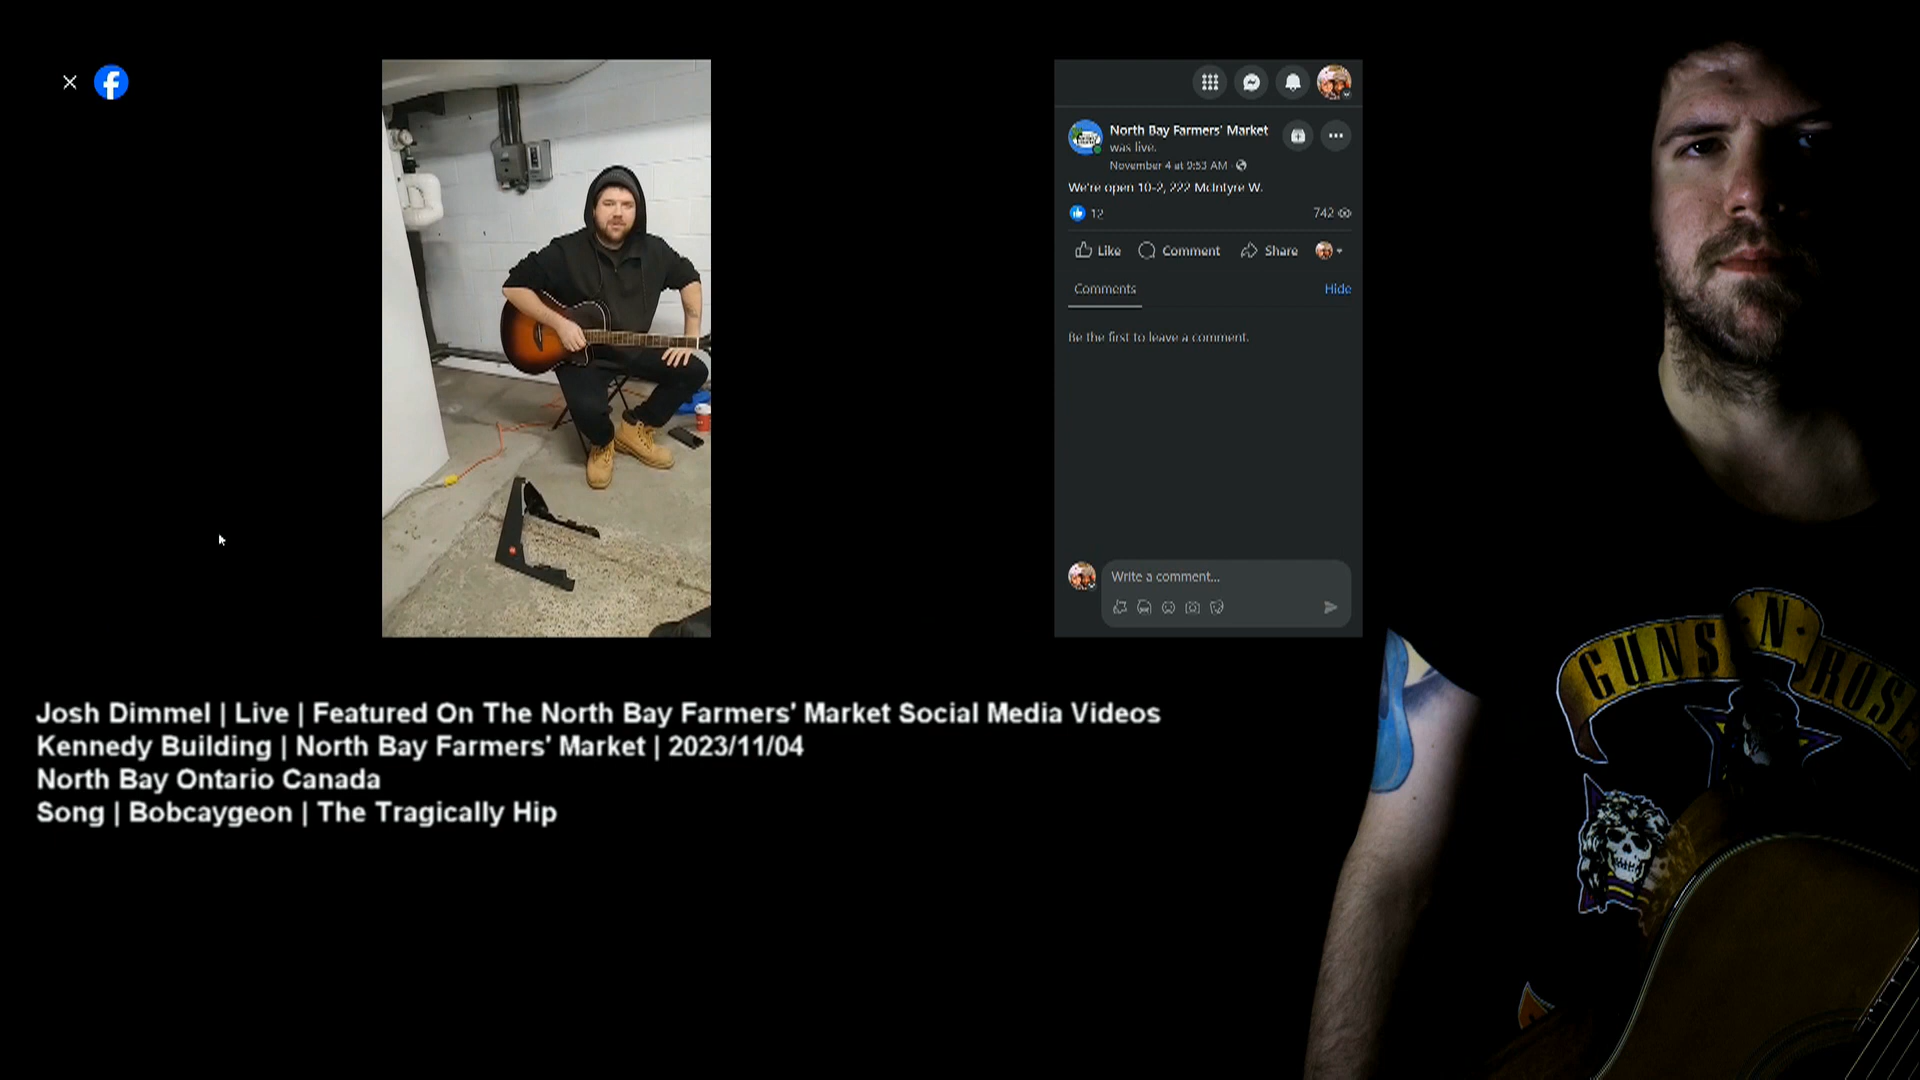 North Bay Farmers' Market
was live.
November 4 at 9:53 AM
We're open 10-2, 222 McIntyre W.
12
742
Like
Comment
Share
Comments
Hide
Be the first to leave a comment.
Write a comment...
GUNS N' ROSES
Josh Dimmel | Live | Featured On The North Bay Farmers' Market Social Media Videos
Kennedy Building | North Bay Farmers' Market | 2023/11/04
North Bay Ontario Canada
Song | Bobcaygeon | The Tragically Hip